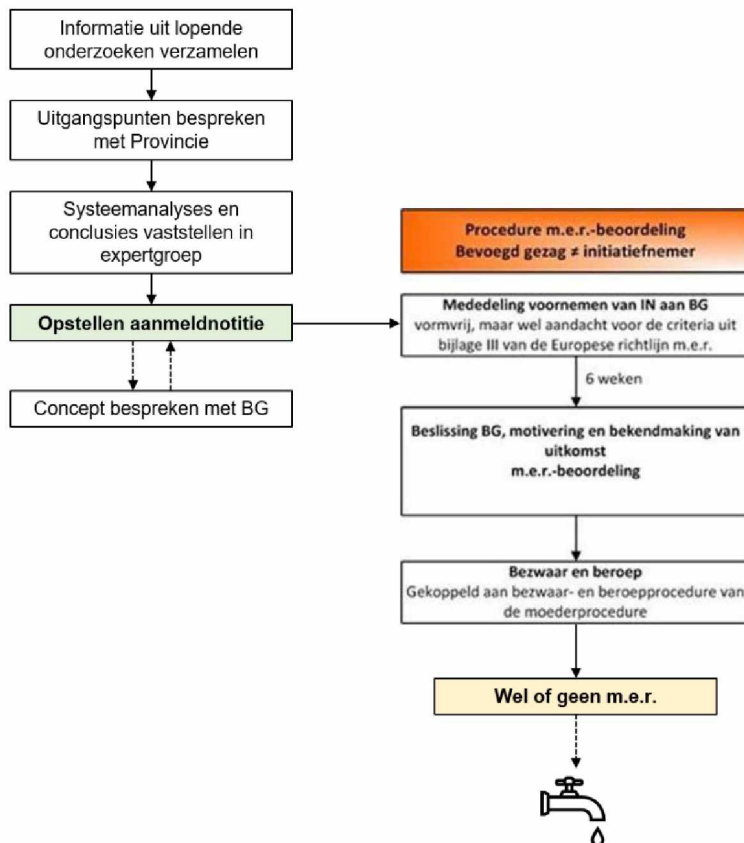 Informatie uit lopende
onderzoeken verzamelen
Uitgangspunten bespreken
met Provincie
Systeemanalyses en
conclusies vaststellen in
expertgroep
Opstellen aanmeldnotitie
Concept bespreken met BG
Procedure m.e.r.-beoordeling
Bevoegd gezag ≠ initiatiefnemer
Mededeling voornemen van IN aan BG
vormvrij, maar wel aandacht voor de criteria uit
bijlage III van de Europese richtlijn m.e.r.
6 weken
Beslissing BG, motivering en bekendmaking van
uitkomst
m.e.r.-beoordeling
Bezwaar en beroep
Gekoppeld aan bezwaar- en beroepprocedure van
de moederprocedure
Wel of geen m.e.r.